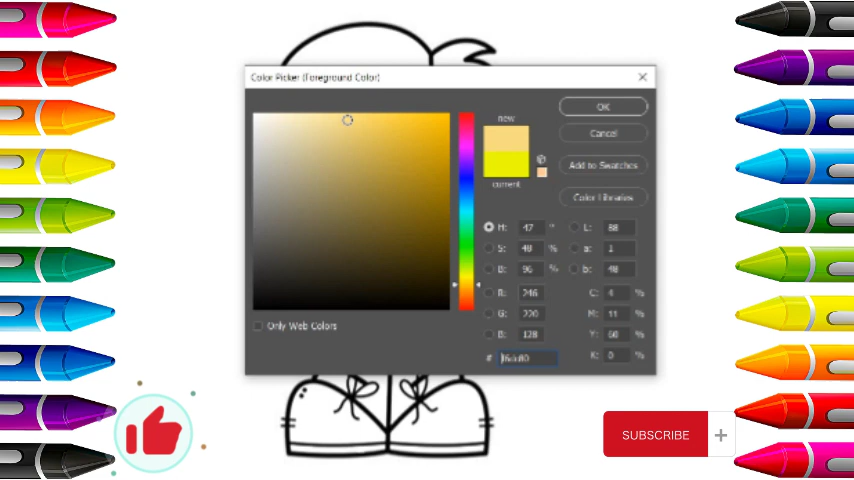 Color Picker (Foreground Color)
new
current
OK
Cancel
Add to Swatches
Color Libraries
H: 47 °
S: 48 %
B: 96 %
R: 246
G: 220
B: 128
L: 88
a: 1
b: 48
C: 4 %
M: 11 %
Y: 60 %
K: 0 %
#
Only Web Colors
SUBSCRIBE +